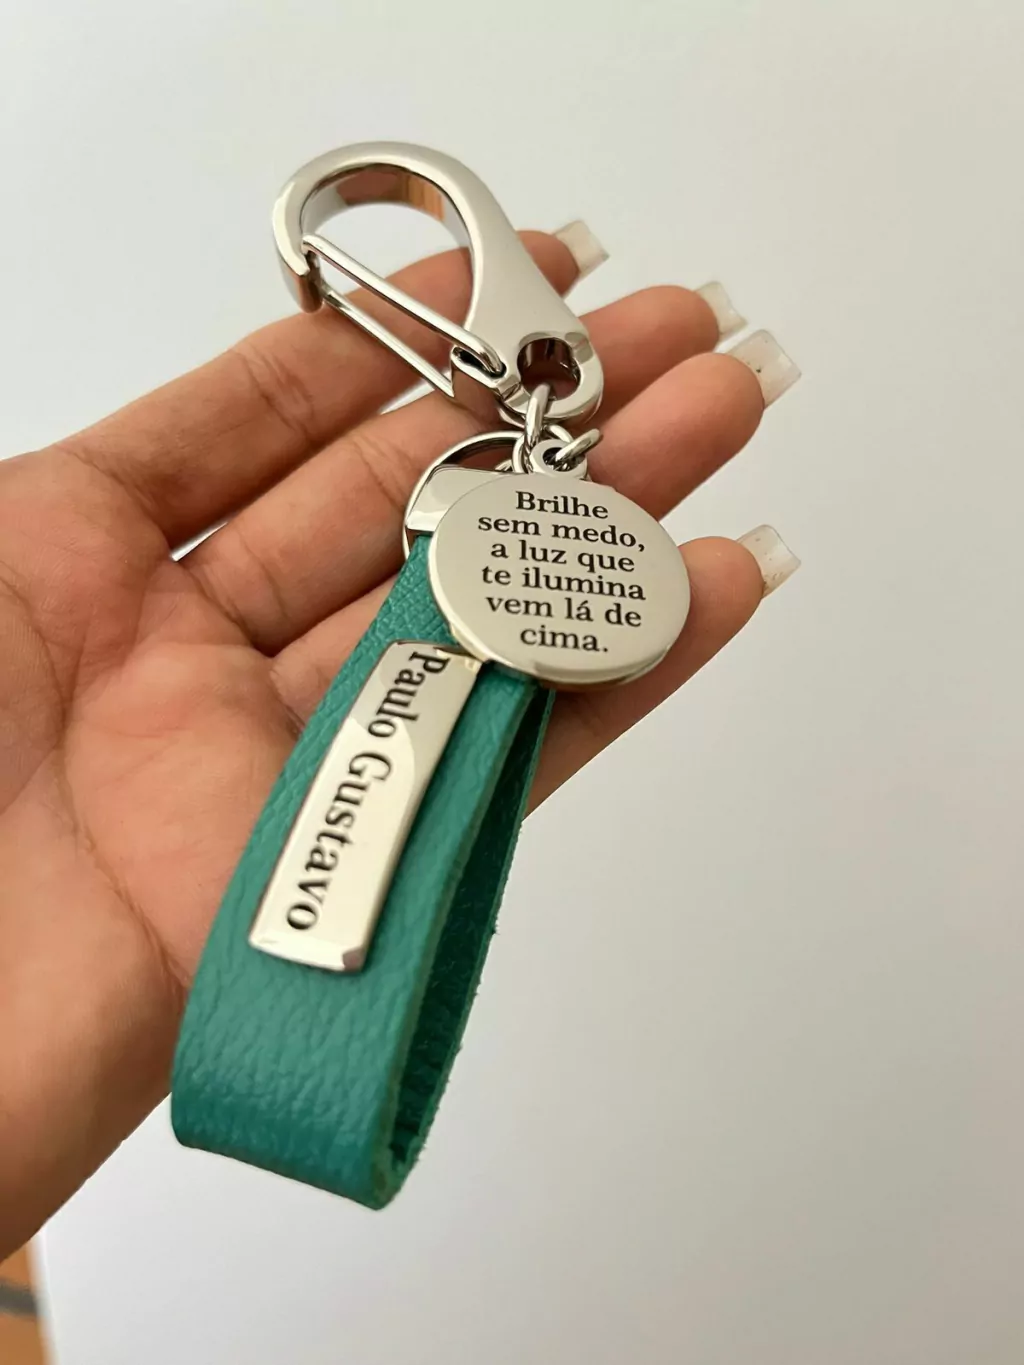 Brilhe
sem medo,
a luz que
te ilumina
vem lá de
cima.
Paulo Gustavo